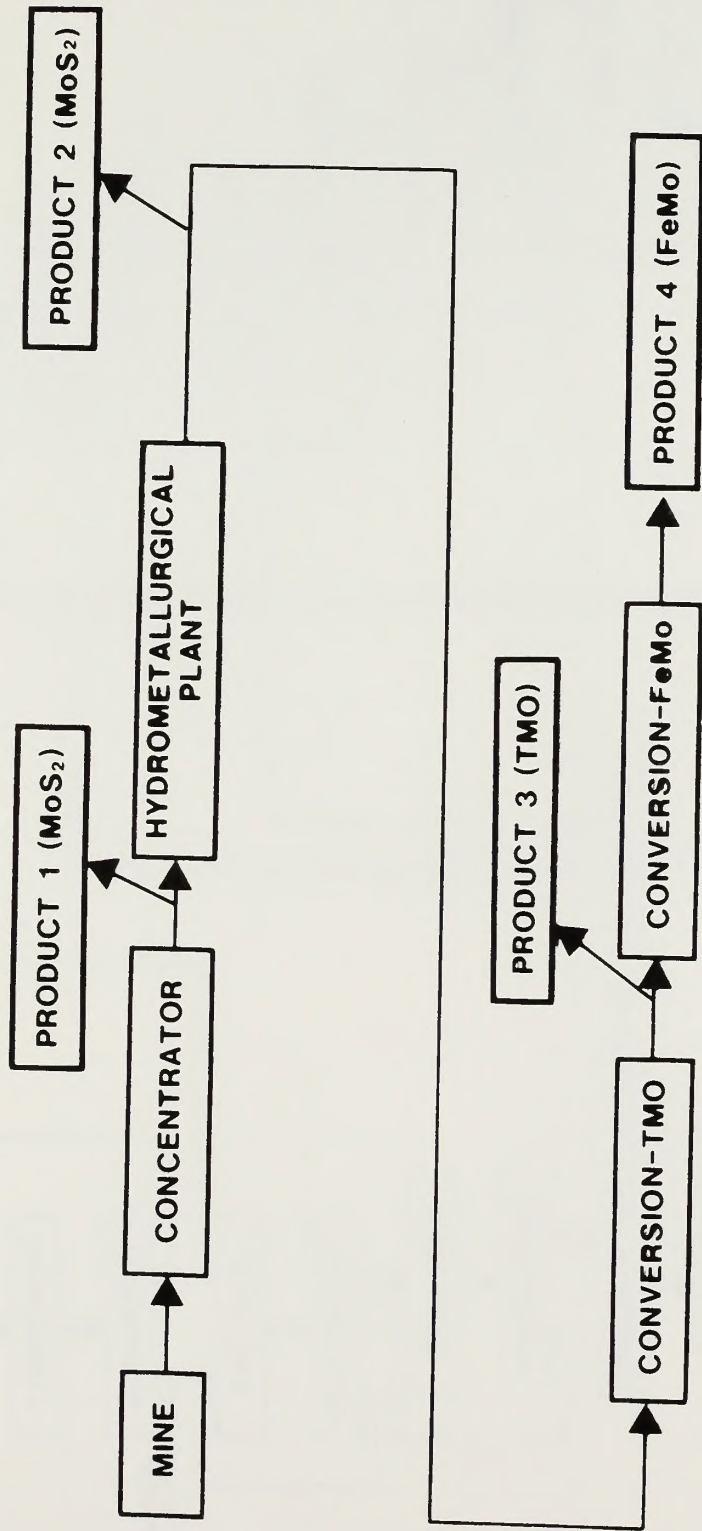 PRODUCT 1 (MoS₂)
PRODUCT 2 (MoS₂)
MINE
CONCENTRATOR
HYDROMETALLURGICAL
PLANT
PRODUCT 3 (TMO)
CONVERSION-TMO
CONVERSION-FeMo
PRODUCT 4 (FeMo)